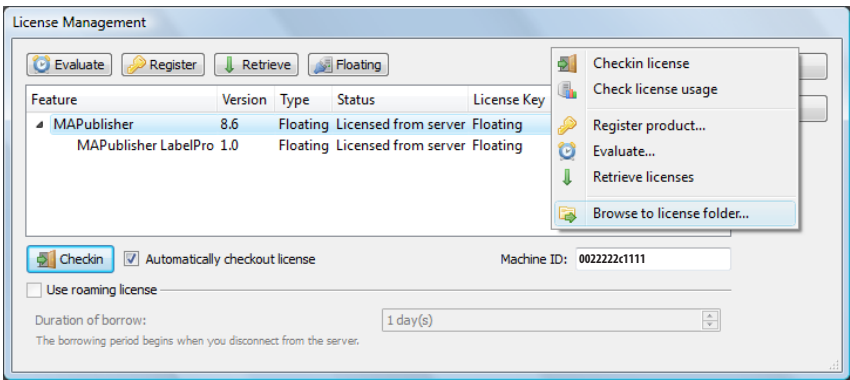 License Management
Evaluate Register Retrieve Floating
Feature Version Type Status License Key
MAPublisher 8.6 Floating Licensed from server Floating
MAPublisher LabelPro 1.0 Floating Licensed from server Floating
Checkin license
Check license usage
Register product...
Evaluate...
Retrieve licenses
Browse to license folder...
Checkin Automatically checkout license Machine ID: 0022222c1111
Use roaming license
Duration of borrow: 1 day(s)
The borrowing period begins when you disconnect from the server.